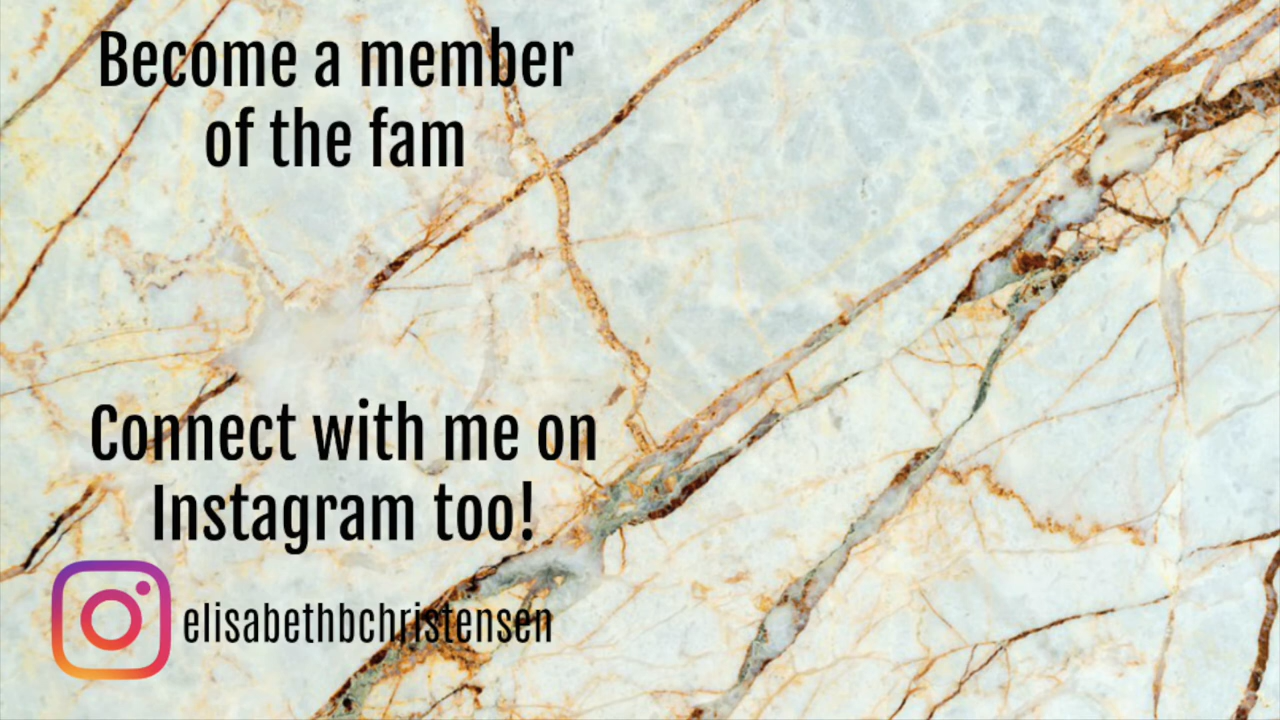 Become a member
of the fam
Connect with me on
Instagram too!
elisabethbchristensen